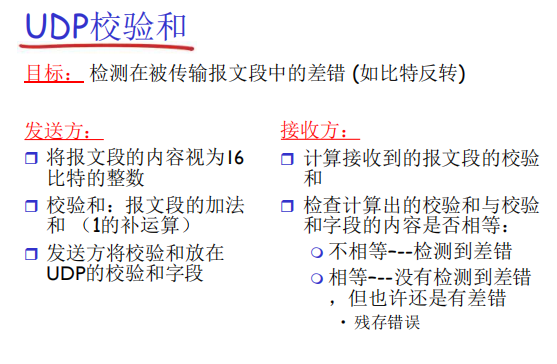 UDP校验和
目标: 检测在被传输报文段中的差错 (如比特反转)
发送方:
将报文段的内容视为16
比特的整数
校验和: 报文段的加法
和 (1的补运算)
发送方将校验和放在
UDP的校验和字段
接收方:
计算接收到的报文段的校验
和
检查计算出的校验和与校验
和字段的内容是否相等:
不相等---检测到差错
相等---没有检测到差错
,但也许还是有差错
• 残存错误